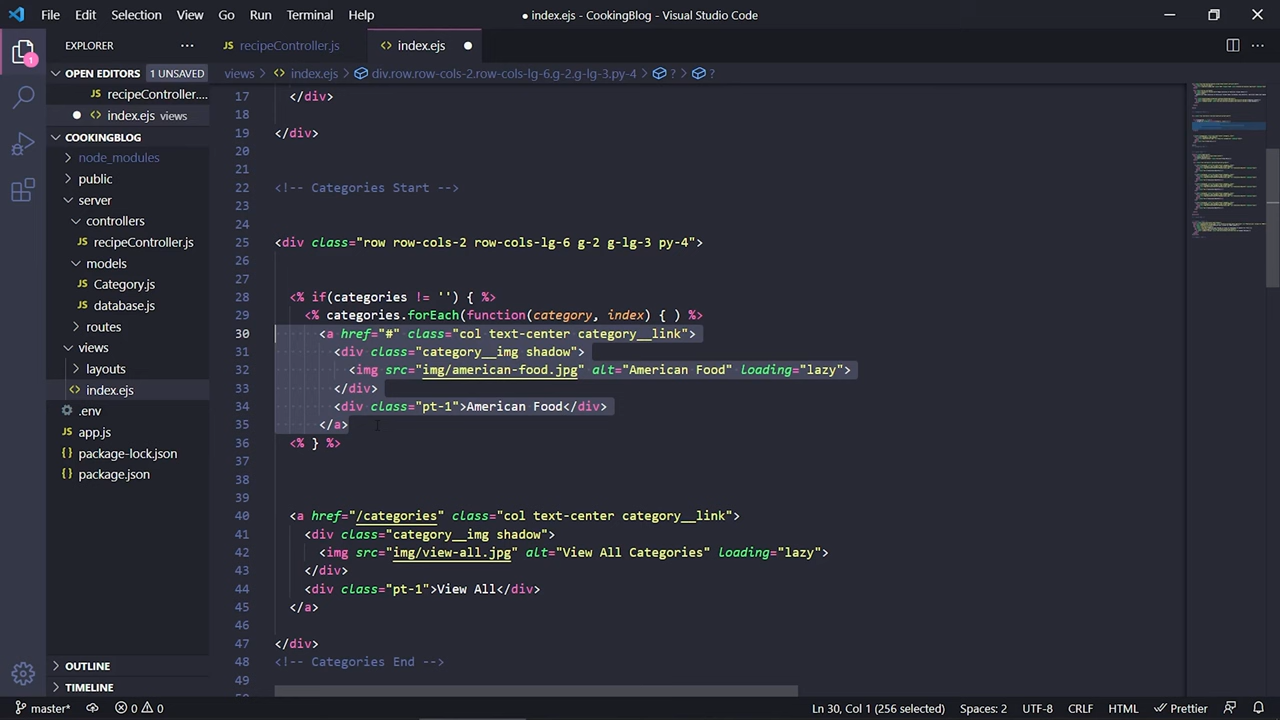 File Edit Selection View Go Run Terminal Help
● index.ejs - CookingBlog - Visual Studio Code
EXPLORER ···
JS recipeController.js
<> index.ejs ●
1
OPEN EDITORS 1 UNSAVED
JS recipeController....
● <> index.ejs views
COOKINGBLOG
node_modules
public
server
controllers
JS recipeController.js
models
JS Category.js
JS database.js
routes
views
layouts
<> index.ejs
.env
JS app.js
{} package-lock.json
{} package.json
OUTLINE
TIMELINE
views > <> index.ejs > div.row.row-cols-2.row-cols-lg-6.g-2.g-lg-3.py-4 > ? > ?
17 </div>
18
19 </div>
20
21
22 <!-- Categories Start -->
23
24
25 <div class="row row-cols-2 row-cols-lg-6 g-2 g-lg-3 py-4">
26
27
28 <% if(categories != '') { %>
29 <% categories.forEach(function(category, index) { ) %>
30 <a href="#" class="col text-center category__link">
31 <div class="category__img shadow">
32 <img src="img/american-food.jpg" alt="American Food" loading="lazy">
33 </div>
34 <div class="pt-1">American Food</div>
35 </a>
36 <% } %>
37
38
39
40 <a href="/categories" class="col text-center category__link">
41 <div class="category__img shadow">
42 <img src="img/view-all.jpg" alt="View All Categories" loading="lazy">
43 </div>
44 <div class="pt-1">View All</div>
45 </a>
46
47 </div>
48 <!-- Categories End -->
49
master* 0 0 Ln 30, Col 1 (256 selected) Spaces: 2 UTF-8 CRLF HTML Prettier